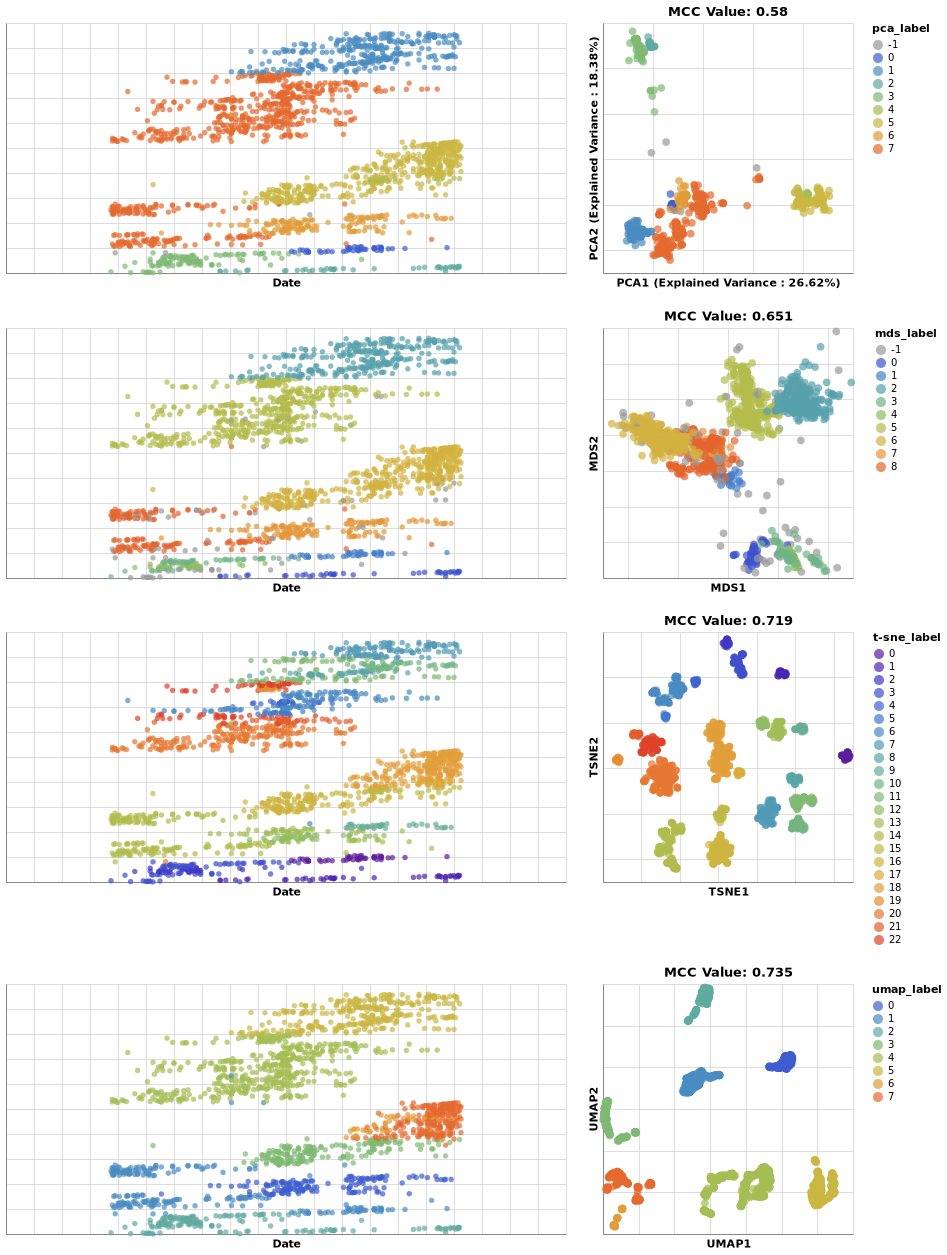 MCC Value: 0.58
PCA2 (Explained Variance : 18.38%)
Date
PCA1 (Explained Variance : 26.62%)
pca_label
-1
0
1
2
3
4
5
6
7
MCC Value: 0.651
MDS2
Date
MDS1
mds_label
-1
0
1
2
3
4
5
6
7
8
MCC Value: 0.719
TSNE2
Date
TSNE1
t-sne_label
0
1
2
3
4
5
6
7
8
9
10
11
12
13
14
15
16
17
18
19
20
21
22
MCC Value: 0.735
UMAP2
Date
UMAP1
umap_label
0
1
2
3
4
5
6
7